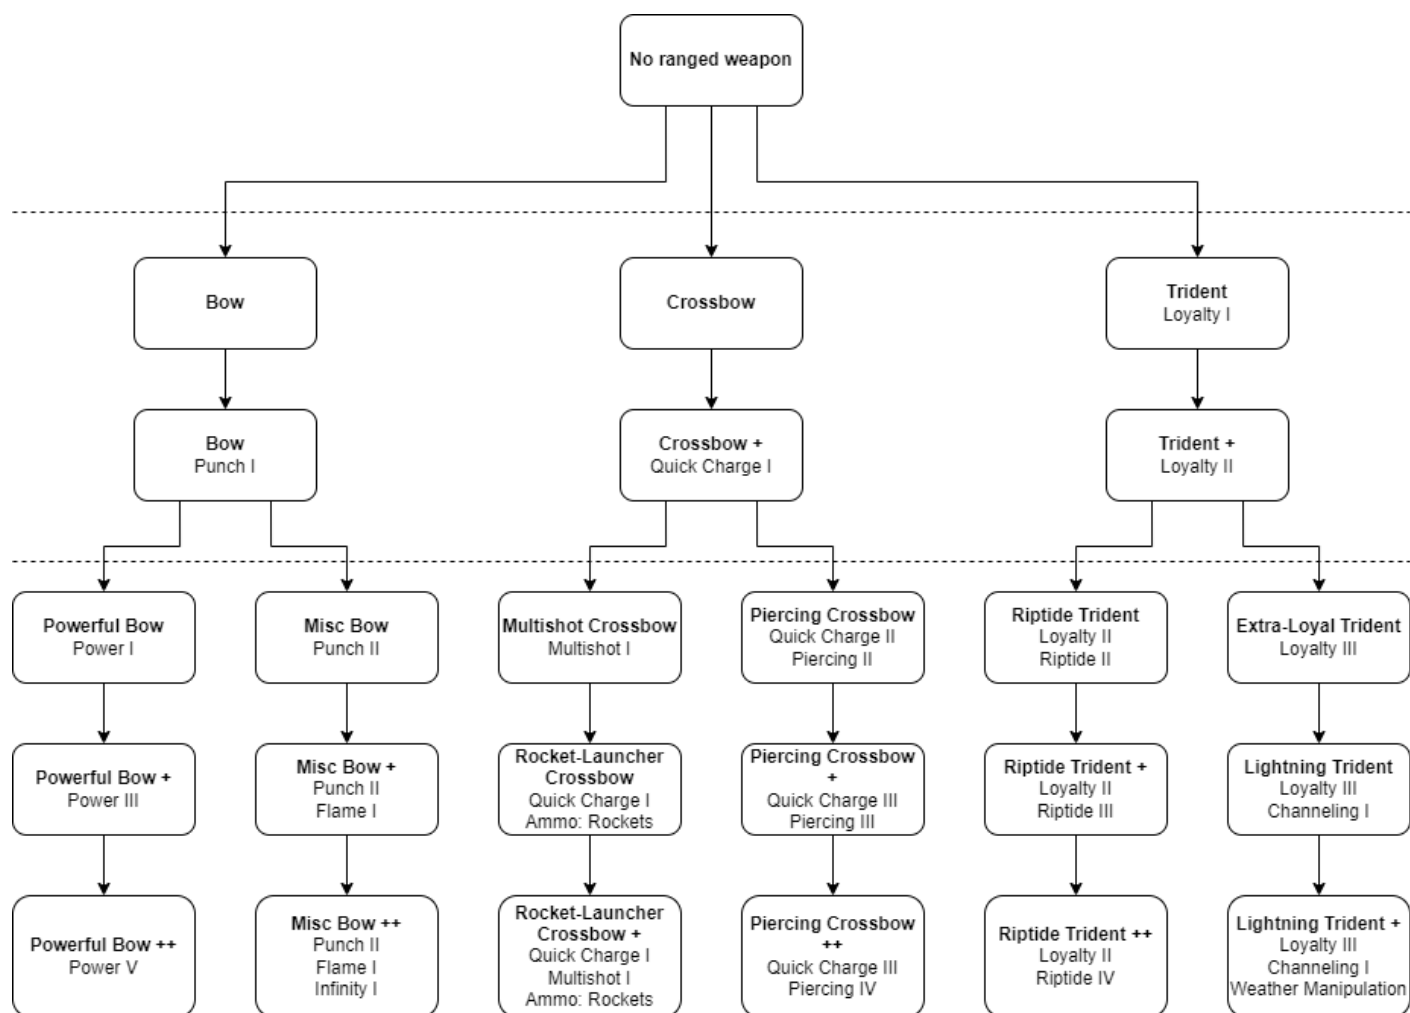 No ranged weapon
Bow
Crossbow
Trident
Loyalty I
Bow
Punch I
Crossbow +
Quick Charge I
Trident +
Loyalty II
Powerful Bow
Power I
Misc Bow
Punch II
Multishot Crossbow
Multishot I
Piercing Crossbow
Quick Charge II
Piercing II
Riptide Trident
Loyalty II
Riptide II
Extra-Loyal Trident
Loyalty III
Powerful Bow +
Power III
Misc Bow +
Punch II
Flame I
Rocket-Launcher
Crossbow
Quick Charge I
Ammo: Rockets
Piercing Crossbow
+
Quick Charge III
Piercing III
Riptide Trident +
Loyalty II
Riptide III
Lightning Trident
Loyalty III
Channeling I
Powerful Bow ++
Power V
Misc Bow ++
Punch II
Flame I
Infinity I
Rocket-Launcher
Crossbow +
Quick Charge I
Multishot I
Ammo: Rockets
Piercing Crossbow
++
Quick Charge III
Piercing IV
Riptide Trident ++
Loyalty II
Riptide IV
Lightning Trident +
Loyalty III
Channeling I
Weather Manipulation